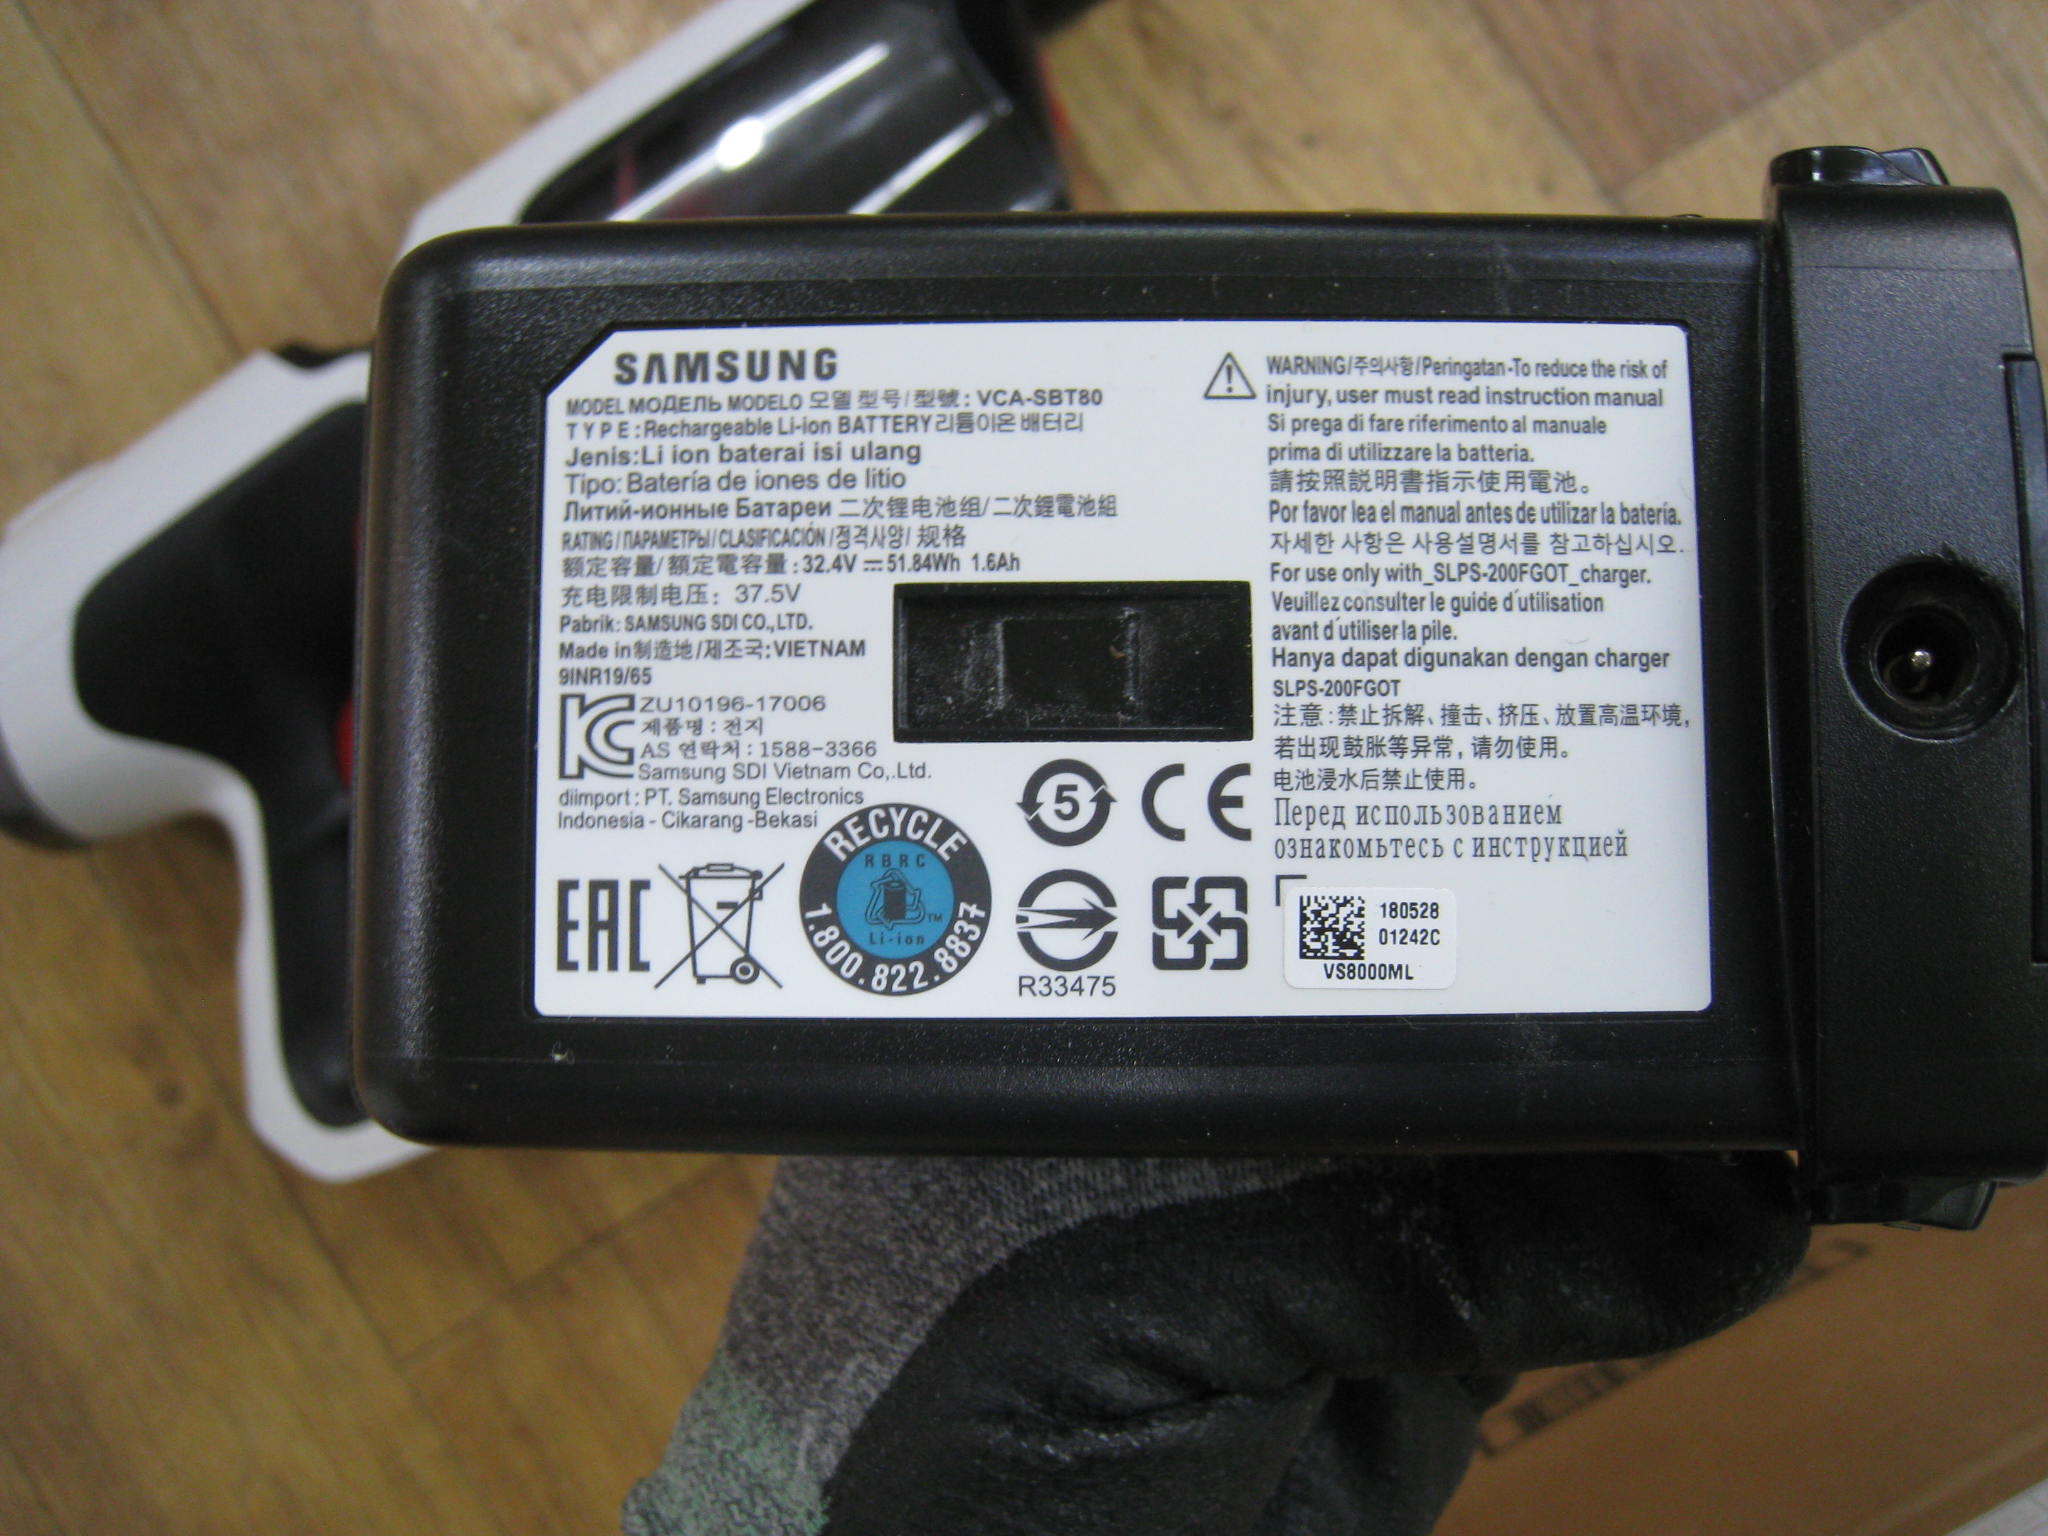 SAMSUNG
MODEL МОДЕЛЬ MODELO 모델 型号/型號: VCA-SBT80
TYPE:Rechargeable Li-ion BATTERY리튬이온 배터리
Jenis:Li ion baterai isi ulang
Tipo: Batería de iones de litio
Литий-ионные Батареи 二次锂电池组/二次鋰電池組
RATING/ПАРАМЕТРЫ/CLASIFICACIÓN/정격사양/ 规格
额定容量/額定電容量:32.4V ⎓ 51.84Wh 1.6Ah
充电限制电压: 37.5V
Pabrik: SAMSUNG SDI CO.,LTD.
Made in制造地/제조국:VIETNAM
9INR19/65
ZU10196-17006
제품명 : 전지
AS 연락처 : 1588-3366
Samsung SDI Vietnam Co,.Ltd.
diimport : PT. Samsung Electronics
Indonesia - Cikarang -Bekasi
EAC
RECYCLE
RBRC
Li-ion
TM
1.800.822.8837
5
CE
R33475
WARNING/주의사항/Peringatan-To reduce the risk of
injury, user must read instruction manual
Si prega di fare riferimento al manuale
prima di utilizzare la batteria.
請按照説明書指示使用電池。
Por favor lea el manual antes de utilizar la batería.
자세한 사항은 사용설명서를 참고하십시오.
For use only with_SLPS-200FGOT_charger.
Veuillez consulter le guide d'utilisation
avant d'utiliser la pile.
Hanya dapat digunakan dengan charger
SLPS-200FGOT
注意:禁止拆解、撞击、挤压、放置高温环境,
若出现鼓胀等异常, 请勿使用。
电池浸水后禁止使用。
Перед использованием
ознакомьтесь с инструкцией
180528
01242C
VS8000ML